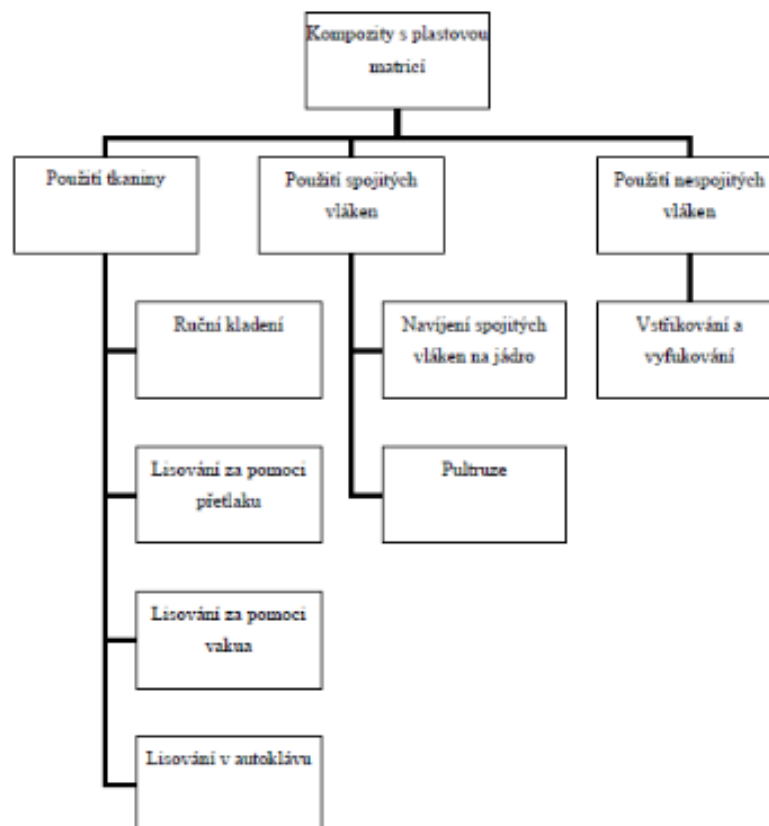 Kompozity s plastovou
matricí
Použití tkaniny
Použití spojitých
vláken
Použití nespojitých
vláken
Ruční kladení
Navíjení spojitých
vláken na jádro
Vstřikování a
vyfukování
Lisování za pomoci
přetlaku
Pultruze
Lisování za pomoci
vakua
Lisování v autoklávu